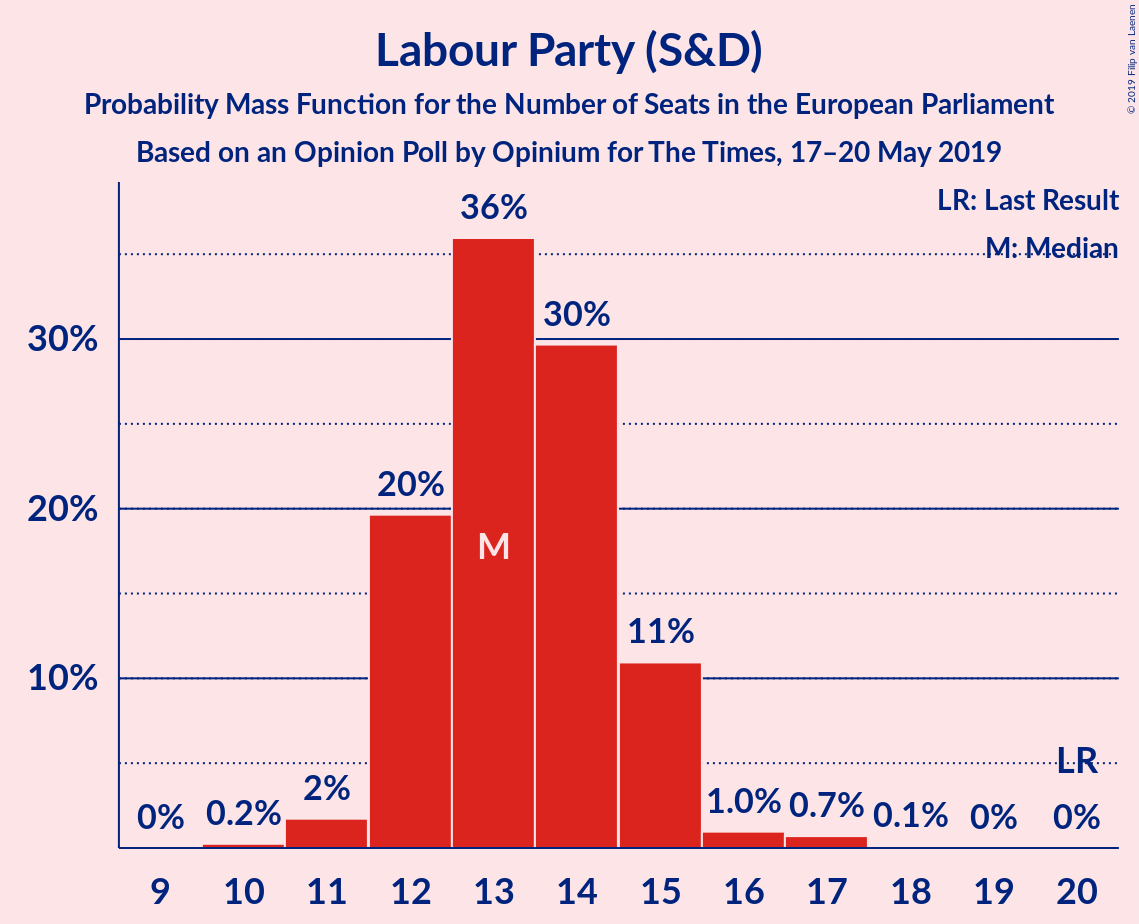 Labour Party (S&D)
Probability Mass Function for the Number of Seats in the European Parliament
Based on an Opinion Poll by Opinium for The Times, 17–20 May 2019
© 2019 Filip van Laenen
LR: Last Result
M: Median
30%
20%
10%
0%
0.2%
2%
20%
36%
M
30%
11%
1.0%
0.7%
0.1%
0%
LR
0%
9 10 11 12 13 14 15 16 17 18 19 20